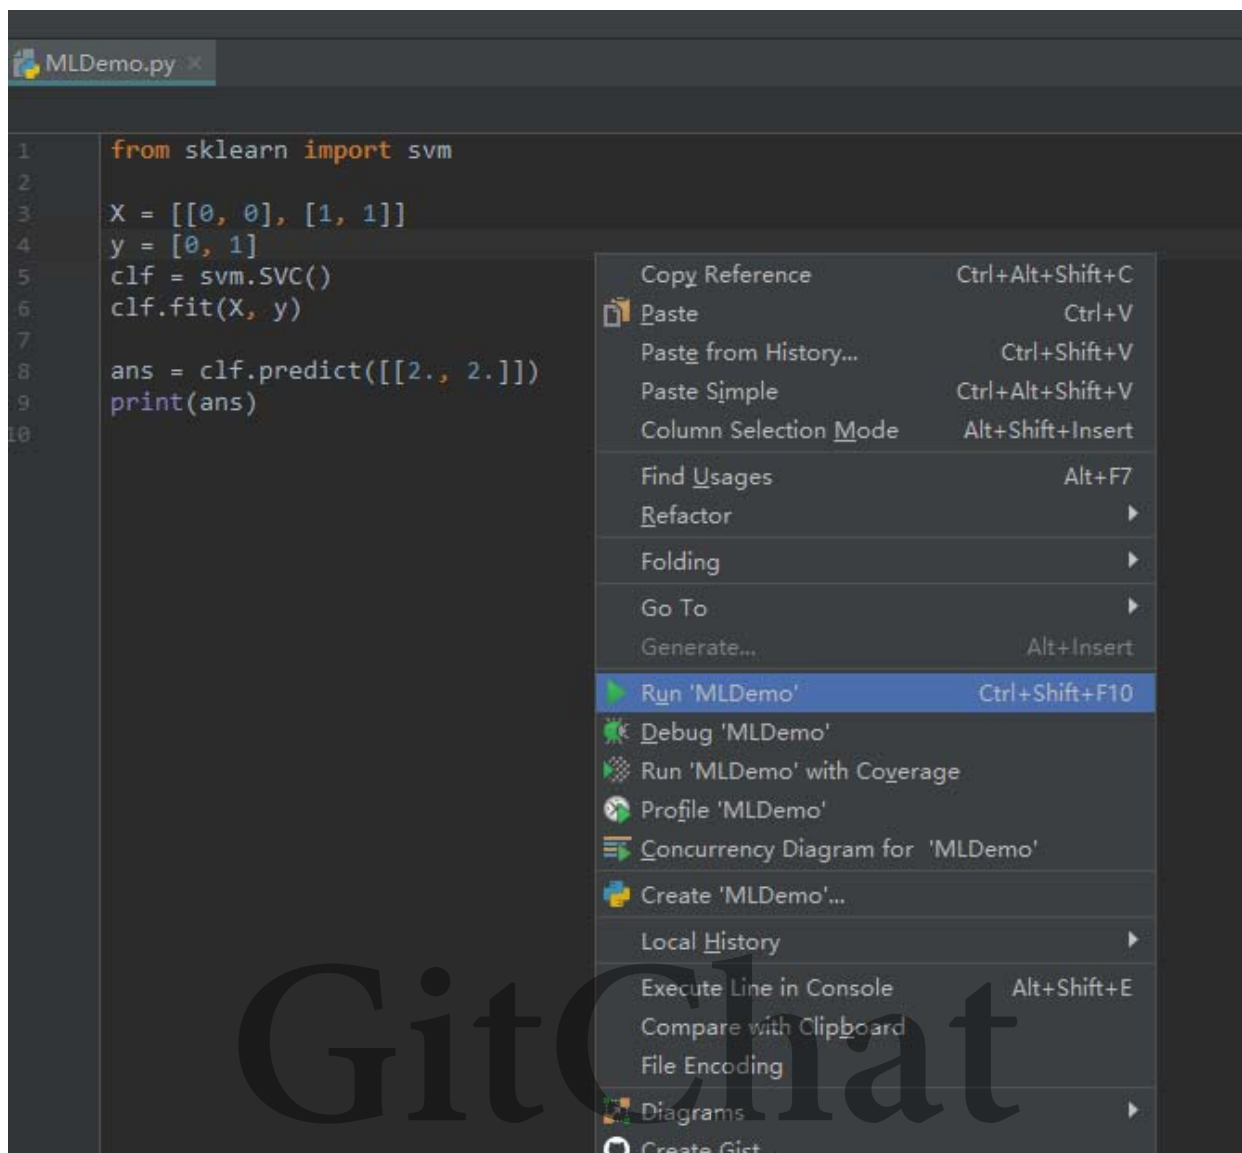 MLDemo.py
1 from sklearn import svm
2
3 X = [[0, 0], [1, 1]]
4 y = [0, 1]
5 clf = svm.SVC()
6 clf.fit(X, y)
7
8 ans = clf.predict([[2., 2.]])
9 print(ans)
10
Copy Reference Ctrl+Alt+Shift+C
Paste Ctrl+V
Paste from History... Ctrl+Shift+V
Paste Simple Ctrl+Alt+Shift+V
Column Selection Mode Alt+Shift+Insert
Find Usages Alt+F7
Refactor
Folding
Go To
Generate... Alt+Insert
Run 'MLDemo' Ctrl+Shift+F10
Debug 'MLDemo'
Run 'MLDemo' with Coverage
Profile 'MLDemo'
Concurrency Diagram for 'MLDemo'
Create 'MLDemo'...
Local History
Execute Line in Console Alt+Shift+E
Compare with Clipboard
File Encoding
Diagrams
Create Gist...
GitChat